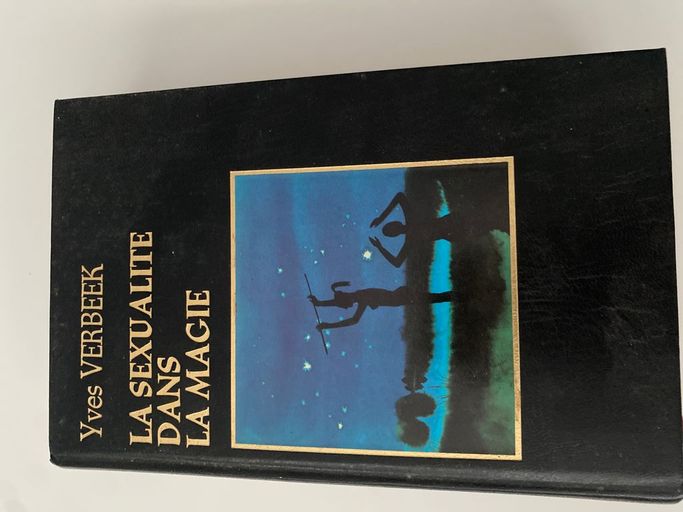 Yves VERBEEK
LA SEXUALITE
DANS
LA MAGIE